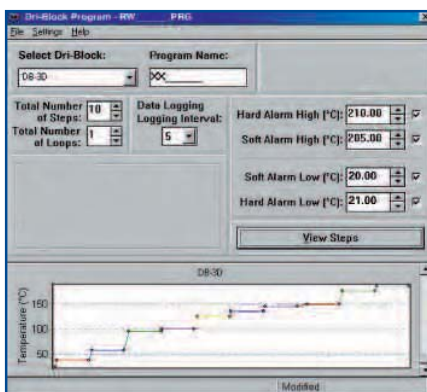 Dri-Block Program - RW PRG
File Settings Help
Select Dri-Block:
Program Name:
DB-3D
XX______
Total Number of Steps:
10
Total Number of Loops:
1
Data Logging
Logging Interval:
5
Hard Alarm High (°C):
210.00
Soft Alarm High (°C):
205.00
Soft Alarm Low (°C):
20.00
Hard Alarm Low (°C):
21.00
View Steps
DB-3D
Temperature (°C)
150
100
50
Modified